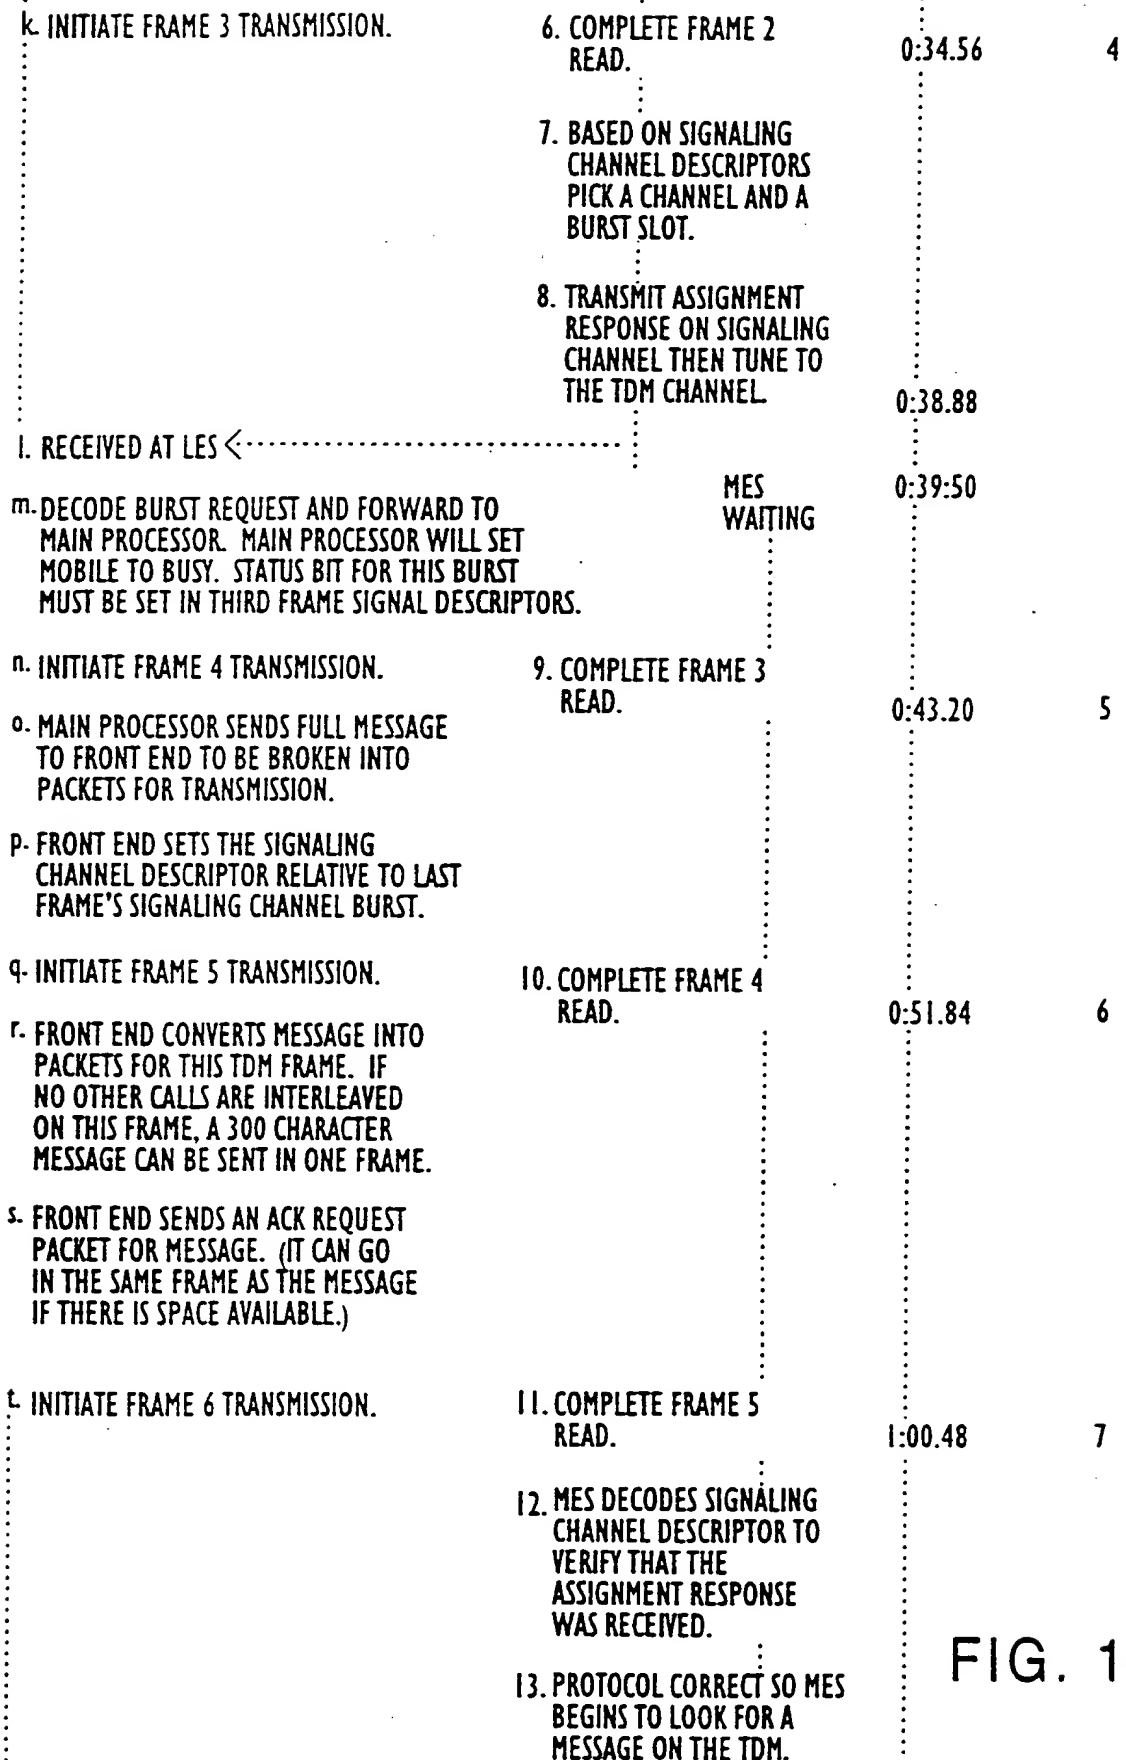 k. INITIATE FRAME 3 TRANSMISSION.
6. COMPLETE FRAME 2
READ.
0:34.56
4
7. BASED ON SIGNALING
CHANNEL DESCRIPTORS
PICK A CHANNEL AND A
BURST SLOT.
8. TRANSMIT ASSIGNMENT
RESPONSE ON SIGNALING
CHANNEL THEN TUNE TO
THE TDM CHANNEL.
0:38.88
l. RECEIVED AT LES
MES
WAITING
0:39:50
m. DECODE BURST REQUEST AND FORWARD TO
MAIN PROCESSOR. MAIN PROCESSOR WILL SET
MOBILE TO BUSY. STATUS BIT FOR THIS BURST
MUST BE SET IN THIRD FRAME SIGNAL DESCRIPTORS.
n. INITIATE FRAME 4 TRANSMISSION.
9. COMPLETE FRAME 3
READ.
0:43.20
5
o. MAIN PROCESSOR SENDS FULL MESSAGE
TO FRONT END TO BE BROKEN INTO
PACKETS FOR TRANSMISSION.
p. FRONT END SETS THE SIGNALING
CHANNEL DESCRIPTOR RELATIVE TO LAST
FRAME'S SIGNALING CHANNEL BURST.
q. INITIATE FRAME 5 TRANSMISSION.
10. COMPLETE FRAME 4
READ.
0:51.84
6
r. FRONT END CONVERTS MESSAGE INTO
PACKETS FOR THIS TDM FRAME. IF
NO OTHER CALLS ARE INTERLEAVED
ON THIS FRAME, A 300 CHARACTER
MESSAGE CAN BE SENT IN ONE FRAME.
s. FRONT END SENDS AN ACK REQUEST
PACKET FOR MESSAGE. (IT CAN GO
IN THE SAME FRAME AS THE MESSAGE
IF THERE IS SPACE AVAILABLE.)
t. INITIATE FRAME 6 TRANSMISSION.
11. COMPLETE FRAME 5
READ.
1:00.48
7
12. MES DECODES SIGNALING
CHANNEL DESCRIPTOR TO
VERIFY THAT THE
ASSIGNMENT RESPONSE
WAS RECEIVED.
13. PROTOCOL CORRECT SO MES
BEGINS TO LOOK FOR A
MESSAGE ON THE TDM.
FIG. 1